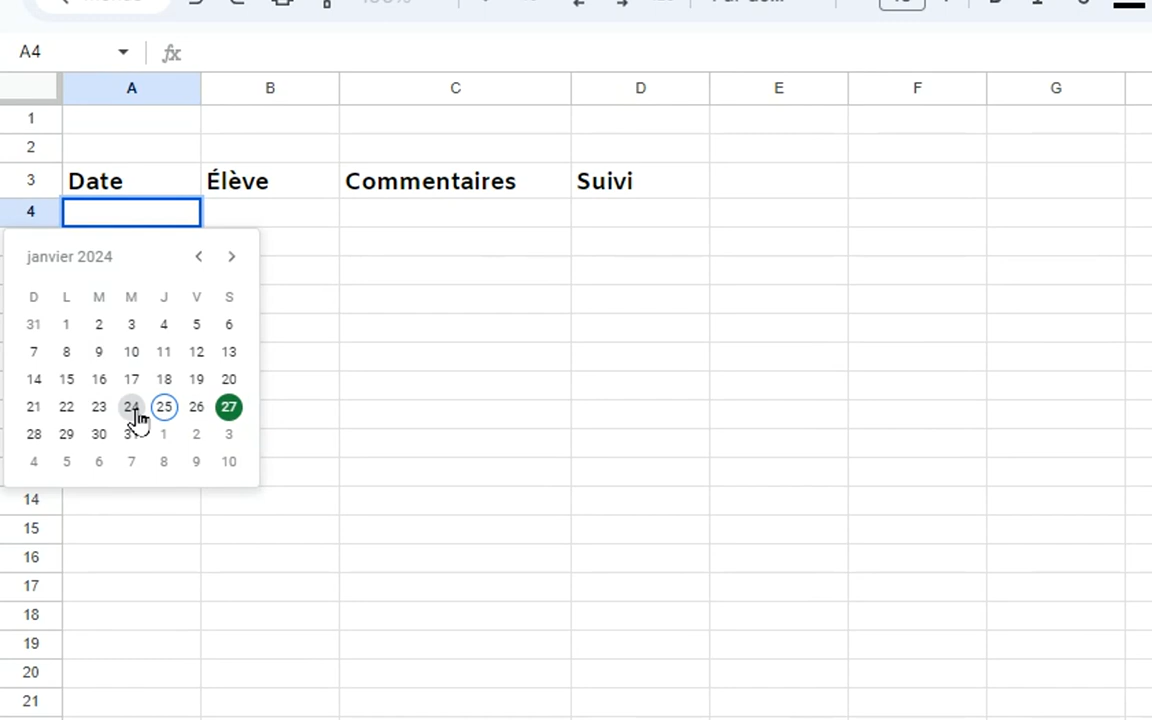 A4
fx
A B C D E F G
1
2
3 Date Élève Commentaires Suivi
4
janvier 2024
D L M M J V S
31 1 2 3 4 5 6
7 8 9 10 11 12 13
14 15 16 17 18 19 20
21 22 23 24 25 26 27
28 29 30 31 1 2 3
4 5 6 7 8 9 10
14
15
16
17
18
19
20
21